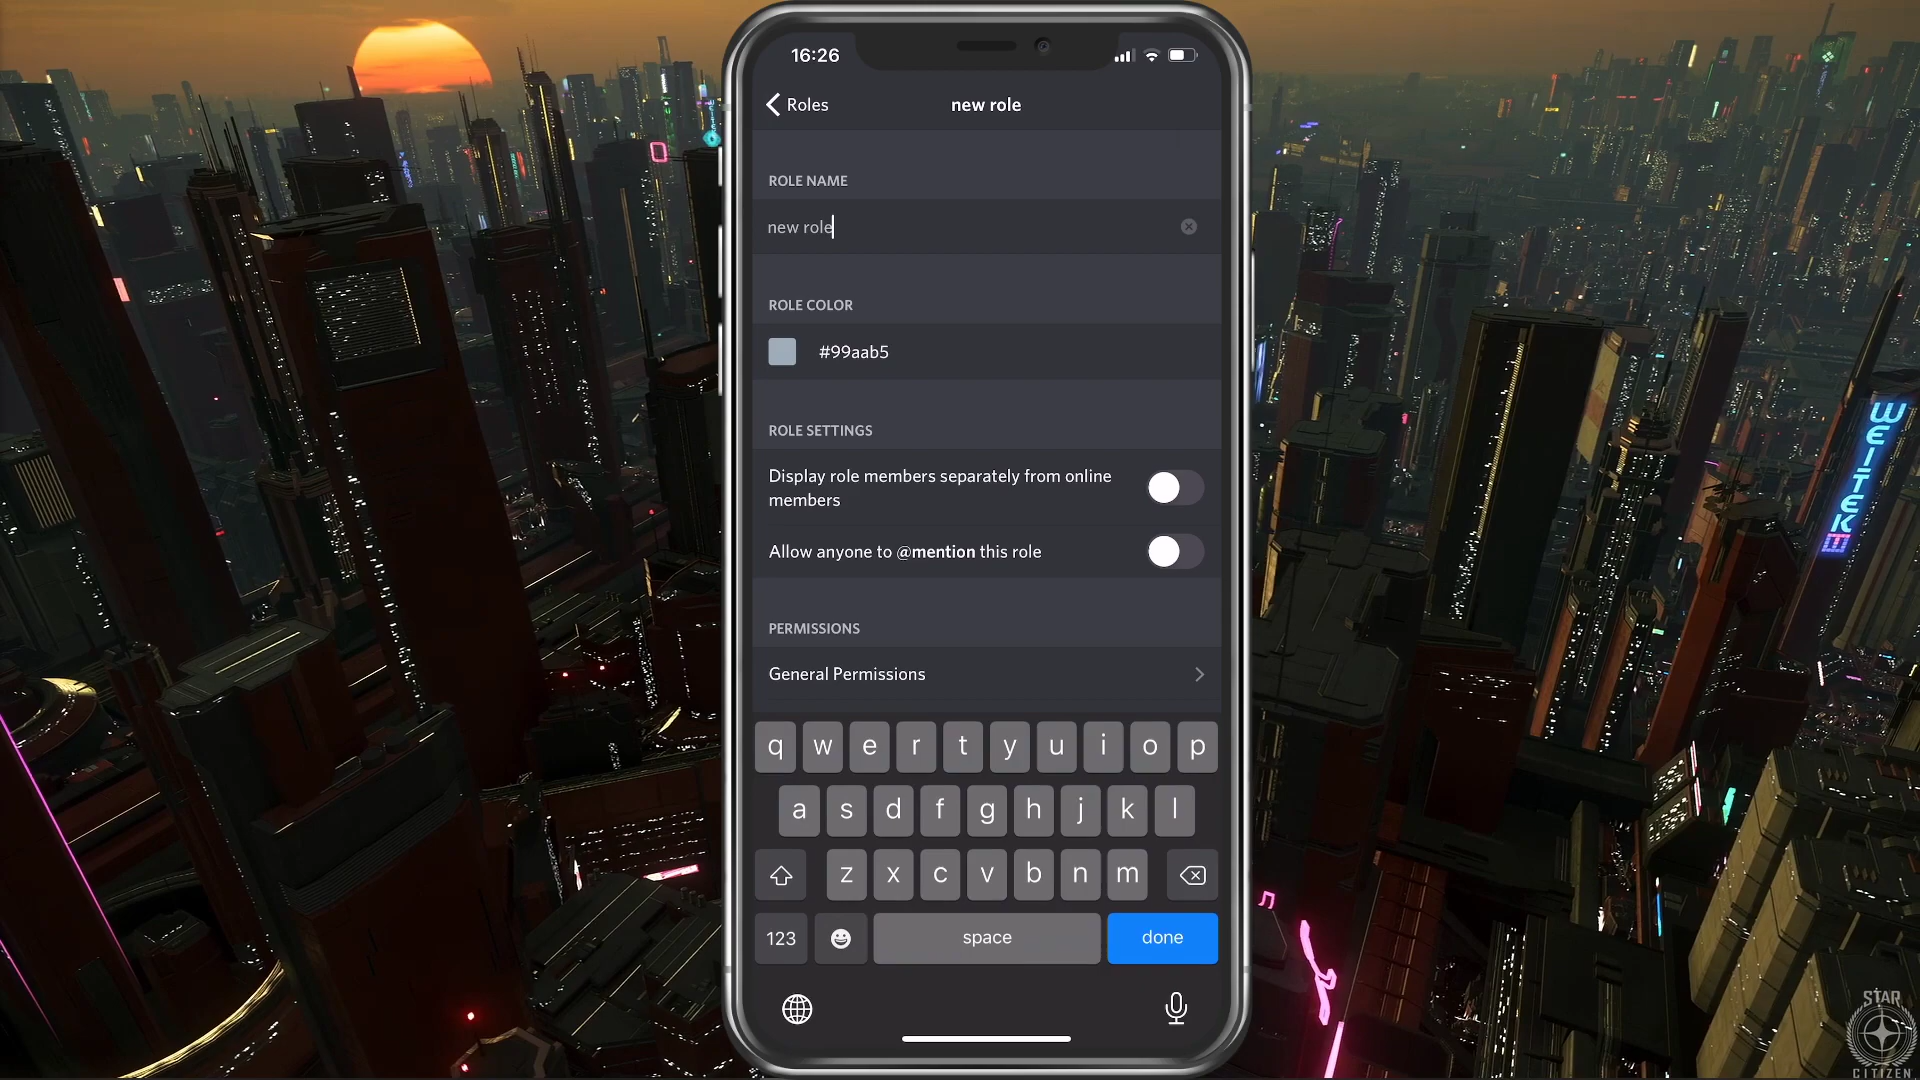 16:26
Roles
new role
ROLE NAME
new role
ROLE COLOR
#99aab5
ROLE SETTINGS
Display role members separately from online
members
Allow anyone to @mention this role
PERMISSIONS
General Permissions
q w e r t y u i o p
a s d f g h j k l
z x c v b n m
123 space done
WEITEK
STAR
CITIZEN